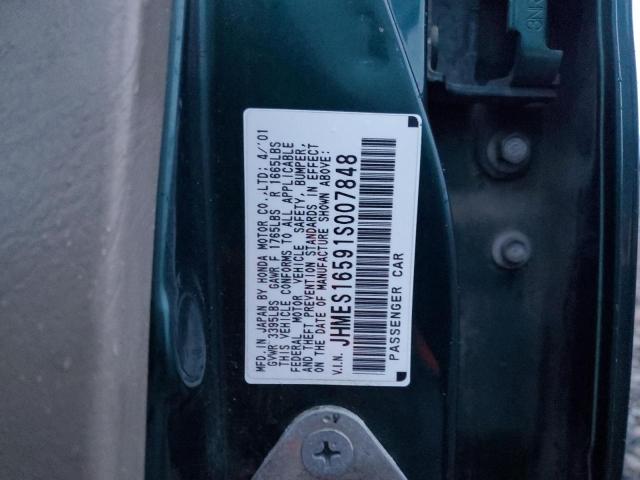 MFD.IN JAPAN BY HONDA MOTOR CO.,LTD; 4/'01
GVWR 3395LBS GAWR F 1765LBS R 1665LBS
THIS VEHICLE CONFORMS TO ALL APPLICABLE
FEDERAL MOTOR VEHICLE SAFETY, BUMPER,
AND THEFT PREVENTION STANDARDS IN EFFECT
ON THE DATE OF MANUFACTURE SHOWN ABOVE:
V.I.N. JHMES16591S007848
PASSENGER CAR